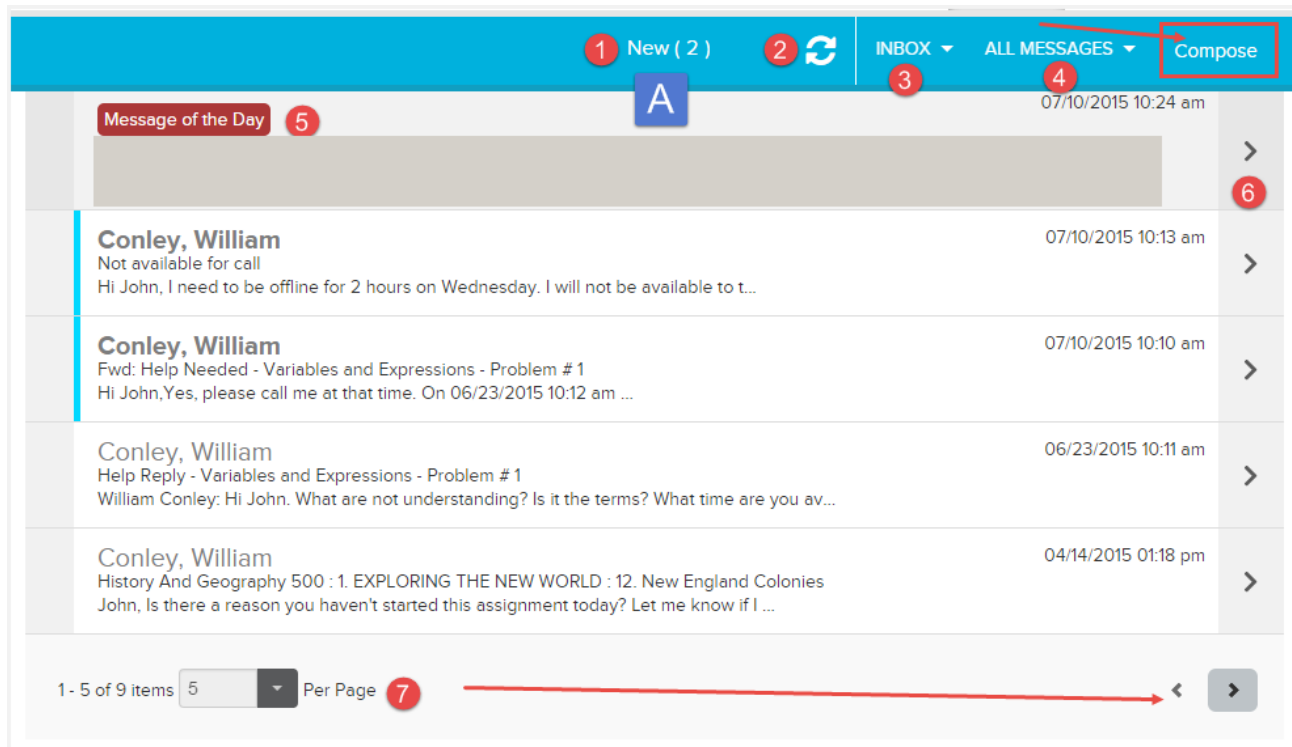 1 New ( 2 ) 2 INBOX ALL MESSAGES Compose
3 4
A
Message of the Day 5 07/10/2015 10:24 am
6
Conley, William 07/10/2015 10:13 am
Not available for call
Hi John, I need to be offline for 2 hours on Wednesday. I will not be available to t...
Conley, William 07/10/2015 10:10 am
Fwd: Help Needed - Variables and Expressions - Problem # 1
Hi John,Yes, please call me at that time. On 06/23/2015 10:12 am ...
Conley, William 06/23/2015 10:11 am
Help Reply - Variables and Expressions - Problem # 1
William Conley: Hi John. What are not understanding? Is it the terms? What time are you av...
Conley, William 04/14/2015 01:18 pm
History And Geography 500 : 1. EXPLORING THE NEW WORLD : 12. New England Colonies
John, Is there a reason you haven't started this assignment today? Let me know if I ...
1 - 5 of 9 items 5 Per Page 7